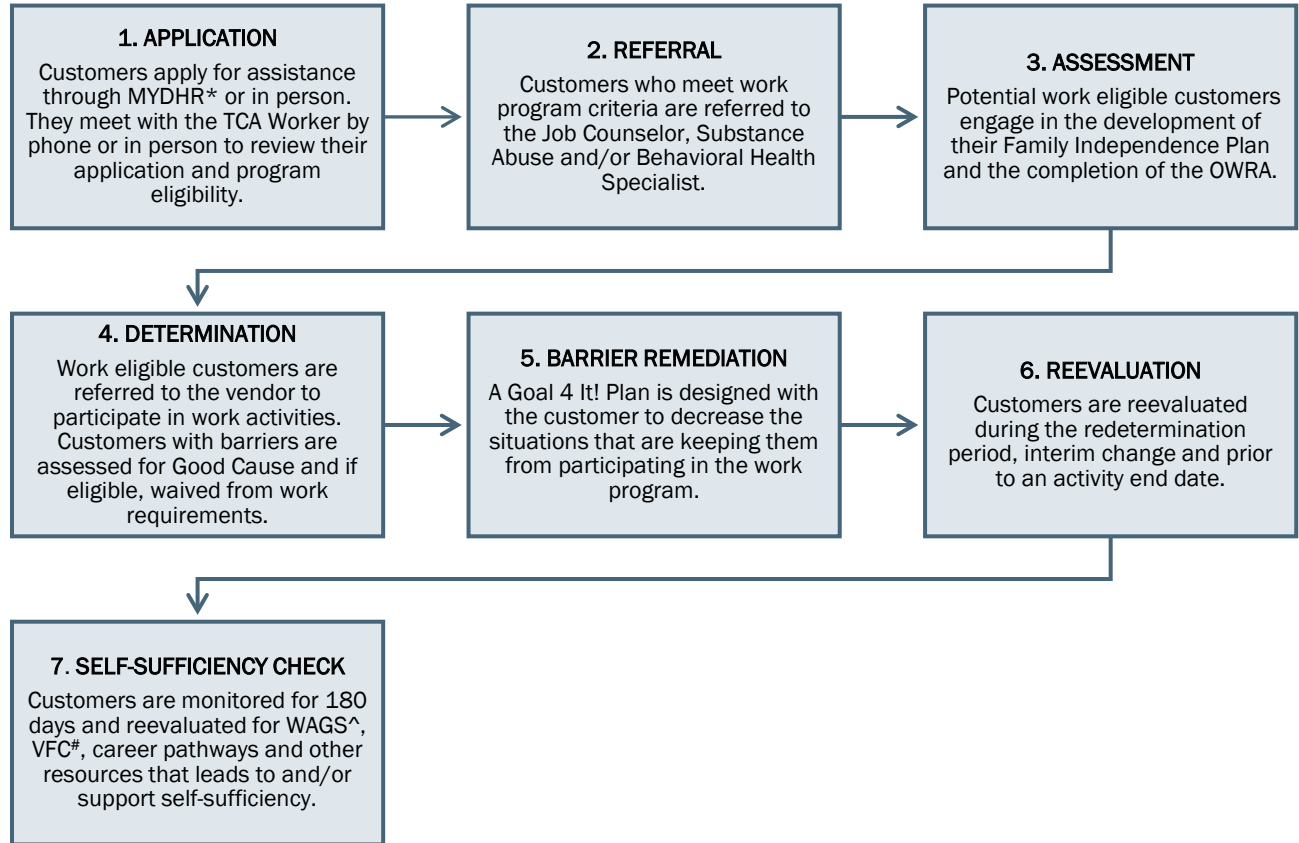 1. APPLICATION
Customers apply for assistance
through MYDHR* or in person.
They meet with the TCA Worker by
phone or in person to review their
application and program
eligibility.
2. REFERRAL
Customers who meet work
program criteria are referred to
the Job Counselor, Substance
Abuse and/or Behavioral Health
Specialist.
3. ASSESSMENT
Potential work eligible customers
engage in the development of
their Family Independence Plan
and the completion of the OWRA.
4. DETERMINATION
Work eligible customers are
referred to the vendor to
participate in work activities.
Customers with barriers are
assessed for Good Cause and if
eligible, waived from work
requirements.
5. BARRIER REMEDIATION
A Goal 4 It! Plan is designed with
the customer to decrease the
situations that are keeping them
from participating in the work
program.
6. REEVALUATION
Customers are reevaluated
during the redetermination
period, interim change and prior
to an activity end date.
7. SELF-SUFFICIENCY CHECK
Customers are monitored for 180
days and reevaluated for WAGS^,
VFC#, career pathways and other
resources that leads to and/or
support self-sufficiency.